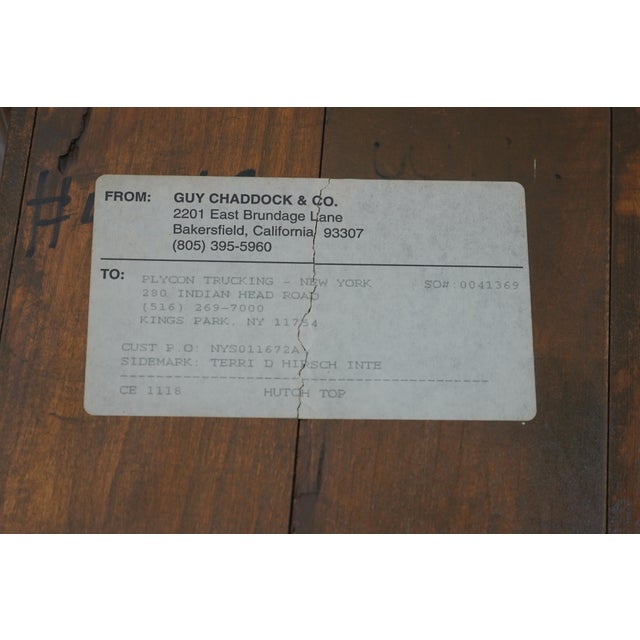 FROM: GUY CHADDOCK & CO.
2201 East Brundage Lane
Bakersfield, California 93307
(805) 395-5960
TO: PLYCON TRUCKING - NEW YORK SO#:0041369
280 INDIAN HEAD ROAD
(516) 269-7000
KINGS PARK, NY 11754
CUST P.O: NYS011672A
SIDEMARK: TERRI D HIRSCH INTE
CE 1118 HUTCH TOP